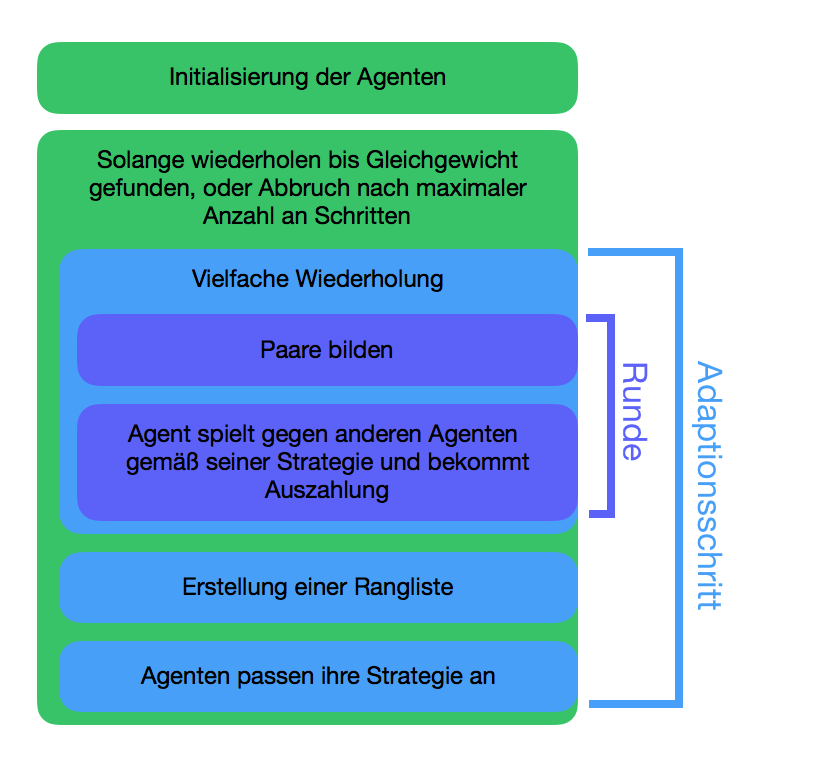 Initialisierung der Agenten
Solange wiederholen bis Gleichgewicht
gefunden, oder Abbruch nach maximaler
Anzahl an Schritten
Vielfache Wiederholung
Paare bilden
Agent spielt gegen anderen Agenten
gemäß seiner Strategie und bekommt
Auszahlung
Runde
Adaptionsschritt
Erstellung einer Rangliste
Agenten passen ihre Strategie an